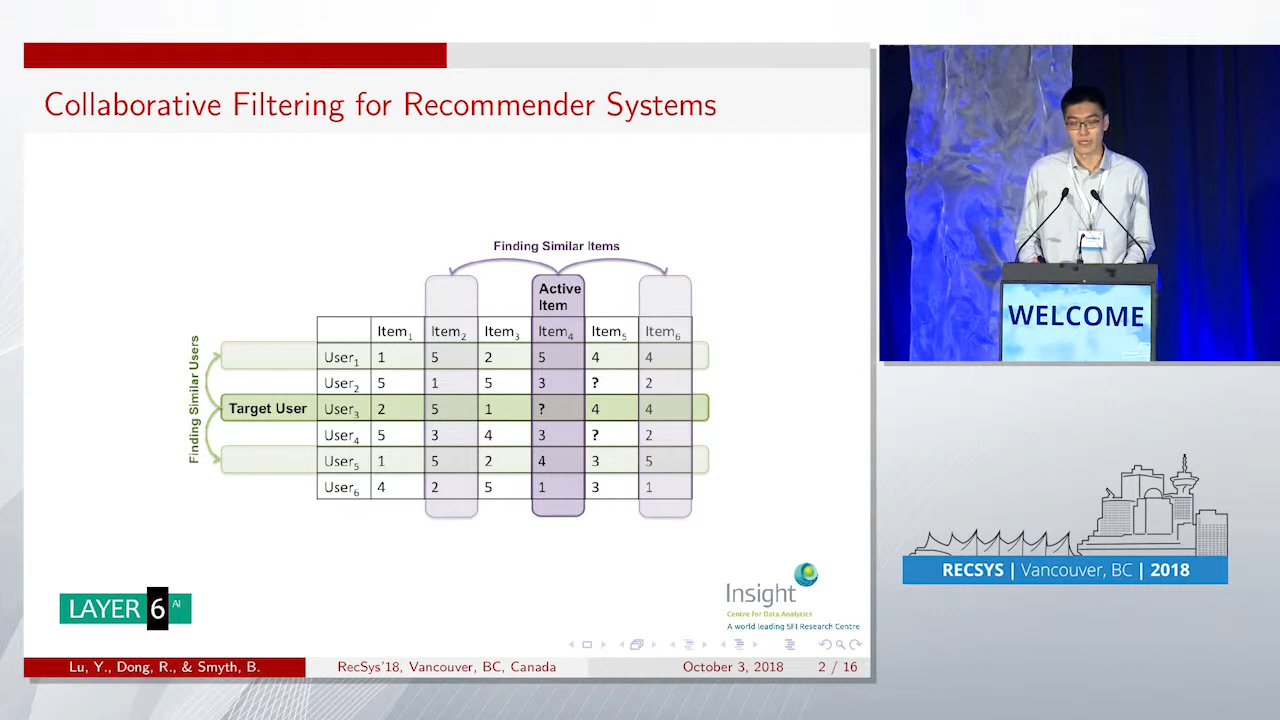 Collaborative Filtering for Recommender Systems
Finding Similar Items
Active
Item
Item1 Item2 Item3 Item4 Item5 Item6
Finding Similar Users
User1 1 5 2 5 4 4
User2 5 1 5 3 ? 2
Target User User3 2 5 1 ? 4 4
User4 5 3 4 3 ? 2
User5 1 5 2 4 3 5
User6 4 2 5 1 3 1
LAYER 6 AI
Insight
Centre for Data Analytics
A world leading SFI Research Centre
Lu, Y., Dong, R., & Smyth, B. RecSys'18, Vancouver, BC, Canada October 3, 2018 2 / 16
WELCOME
RECSYS | Vancouver, BC | 2018